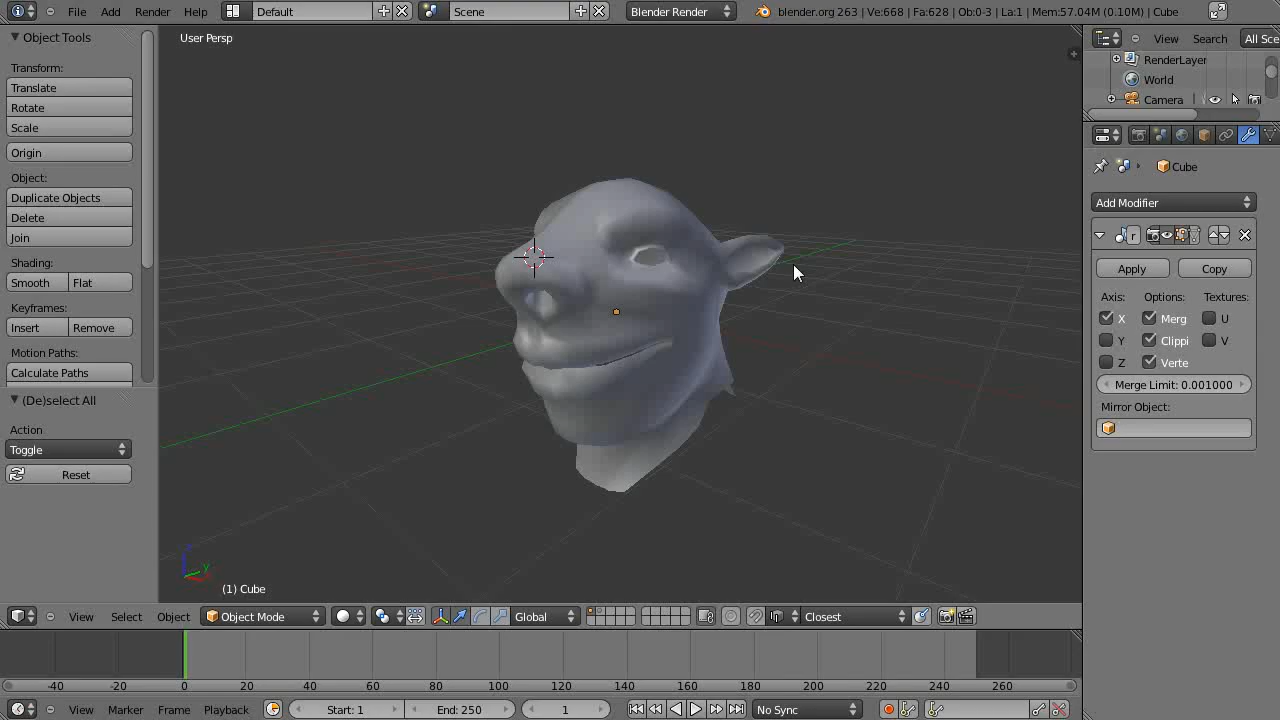 File Add Render Help Default Scene Blender Render blender.org 263 | Ve:668 | Fa:628 | Ob:0-3 | La:1 | Mem:57.04M (0.10M) | Cube
Object Tools
Transform:
Translate
Rotate
Scale
Origin
Object:
Duplicate Objects
Delete
Join
Shading:
Smooth Flat
Keyframes:
Insert Remove
Motion Paths:
Calculate Paths
(De)select All
Action
Toggle
Reset
User Persp
z
y
(1) Cube
View Search All Sce
RenderLayer
World
Camera
Cube
Add Modifier
r
Apply Copy
Axis: Options: Textures:
X Merg U
Y Clippi V
Z Verte
Merge Limit: 0.001000
Mirror Object:
View Select Object Object Mode Global Closest
-40 -20 0 20 40 60 80 100 120 140 160 180 200 220 240 260
View Marker Frame Playback Start: 1 End: 250 1 No Sync